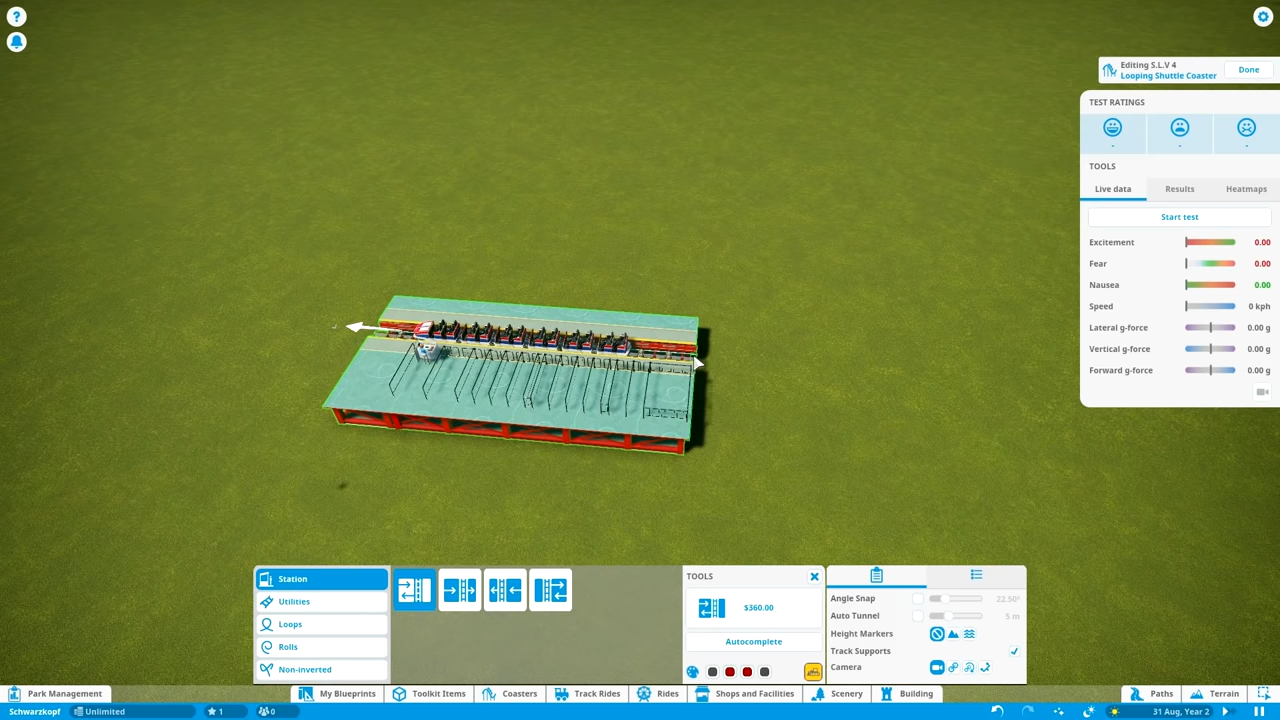 ?
Editing S.L.V 4
Looping Shuttle Coaster
Done
TEST RATINGS
-
-
-
TOOLS
Live data
Results
Heatmaps
Start test
Excitement 0.00
Fear 0.00
Nausea 0.00
Speed 0 kph
Lateral g-force 0.00 g
Vertical g-force 0.00 g
Forward g-force 0.00 g
Station
Utilities
Loops
Rolls
Non-inverted
TOOLS
$360.00
Autocomplete
Angle Snap 22.50°
Auto Tunnel 5 m
Height Markers
Track Supports
Camera
Park Management
My Blueprints
Toolkit Items
Coasters
Track Rides
Rides
Shops and Facilities
Scenery
Building
Paths
Terrain
Schwarzkopf
Unlimited
1
0
31 Aug, Year 2